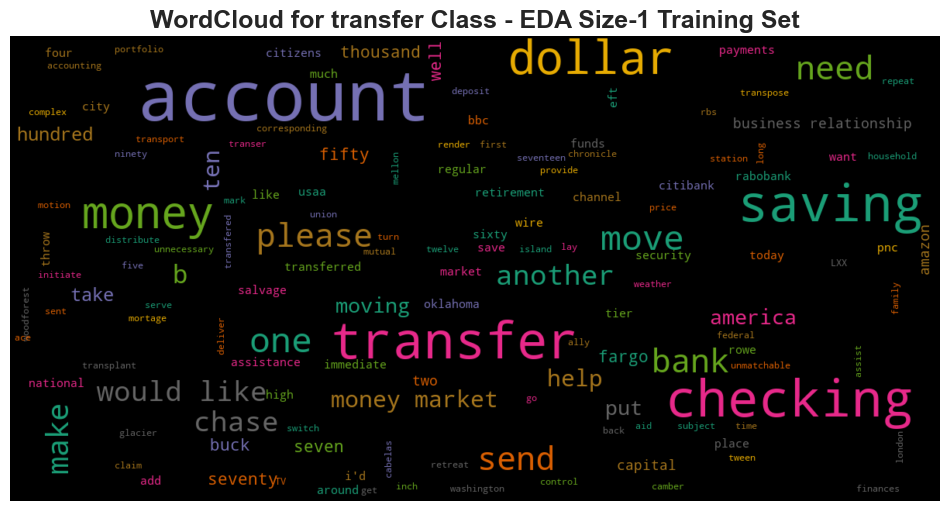 WordCloud for transfer Class - EDA Size-1 Training Set
four portfolio citizens thousand well dollar payments need
accounting much account deposit eft transpose repeat
complex city corresponding bbc rbs business relationship
hundred transport transer render first funds chronicle station long want household
ninety ten fifty mellon seventeen provide regular citibank rabobank
motion mark like usaa retirement channel price saving
money union wire
distribute please turn sixty move pnc amazon
throw unnecessary transfered mutual twelve save island lay security today
five transferred market another weather LXX
initiate b
take salvage
woodforest serve moving oklahoma family
sent mortage tier america
ace deliver one transfer ally federal
transplant assistance immediate fargo bank rowe unmatchable assist
national would like high two help checking
money market go put
make chase switch back aid subject time
glacier buck seven send place london
claim cabelas retreat capital
add seventy TV i'd control
around get inch washington camber finances
tween